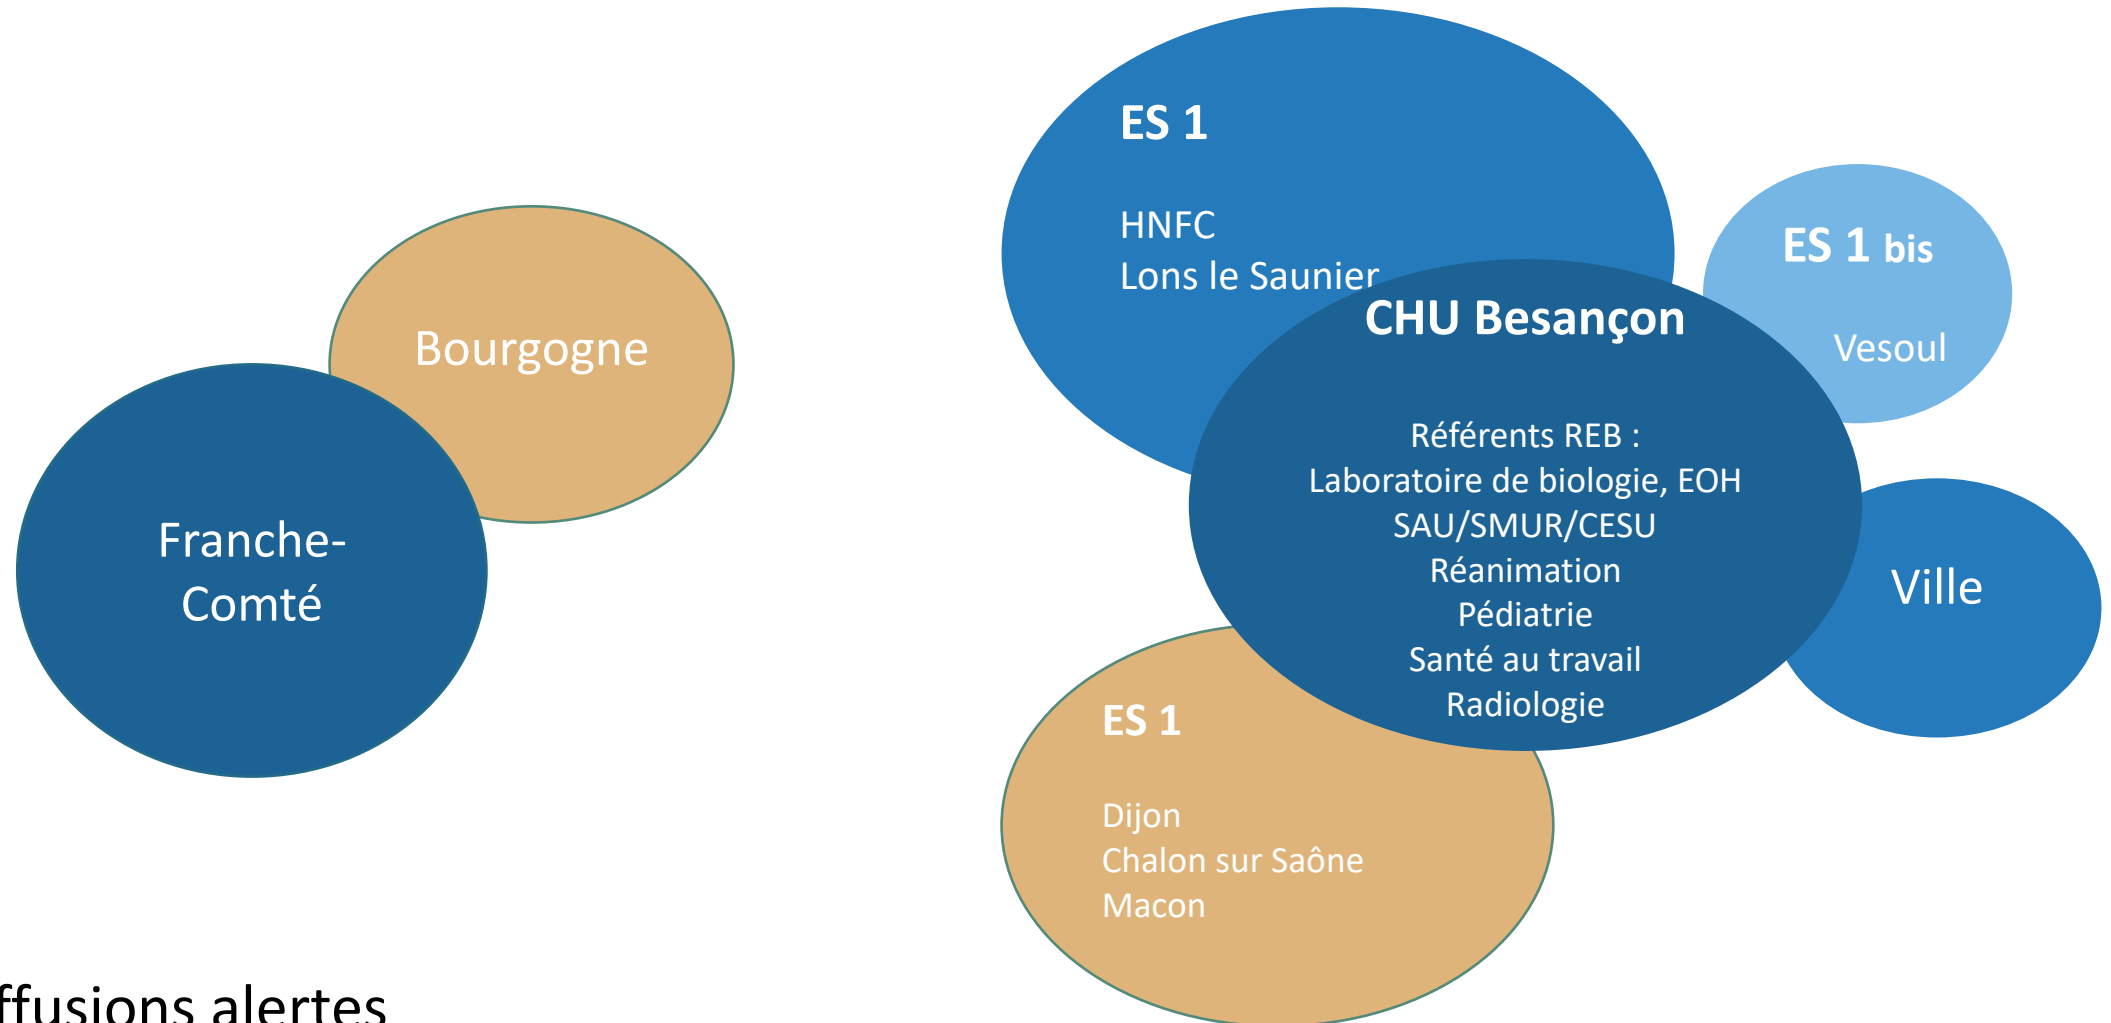 Bourgogne
Franche-
Comté
ES 1
HNFC
Lons le Saunier
ES 1 bis
Vesoul
CHU Besançon
Référents REB :
Laboratoire de biologie, EOH
SAU/SMUR/CESU
Réanimation
Pédiatrie
Santé au travail
Radiologie
Ville
ES 1
Dijon
Chalon sur Saône
Macon
ffusions alertes